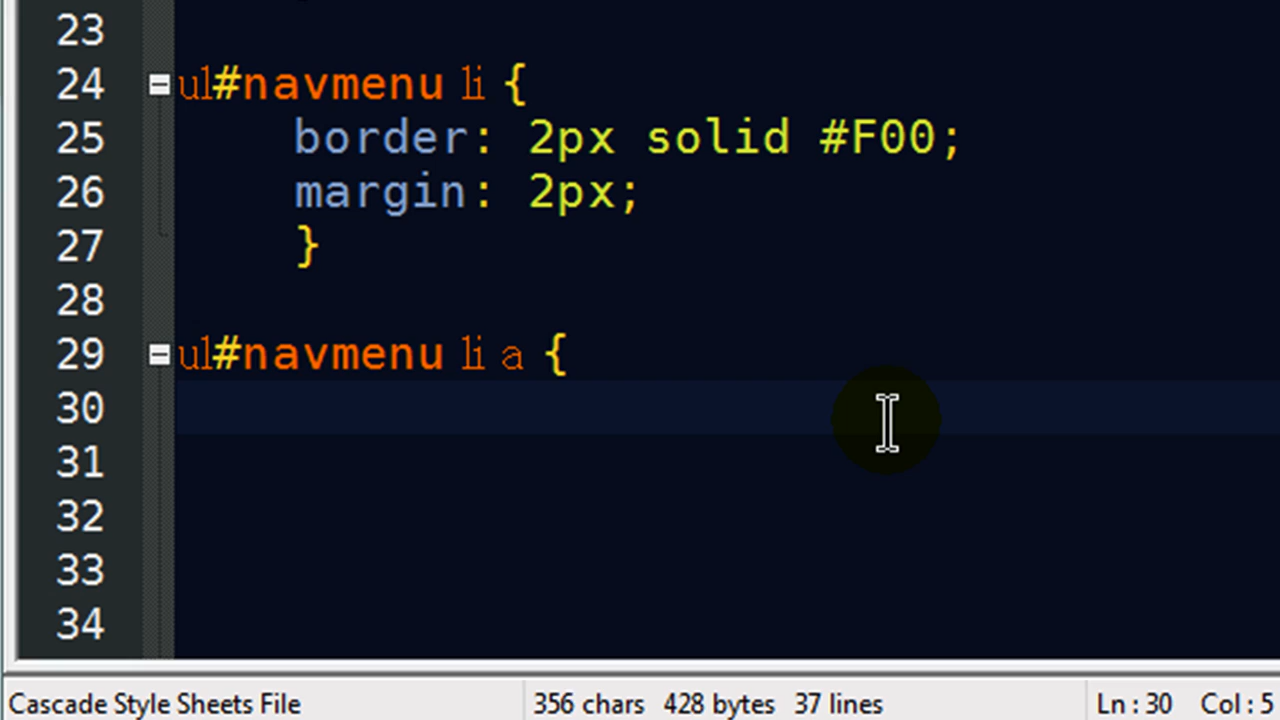 23
24 ul#navmenu li {
25 border: 2px solid #F00;
26 margin: 2px;
27 }
28
29 ul#navmenu li a {
30
31
32
33
34
Cascade Style Sheets File 356 chars 428 bytes 37 lines Ln : 30 Col : 5